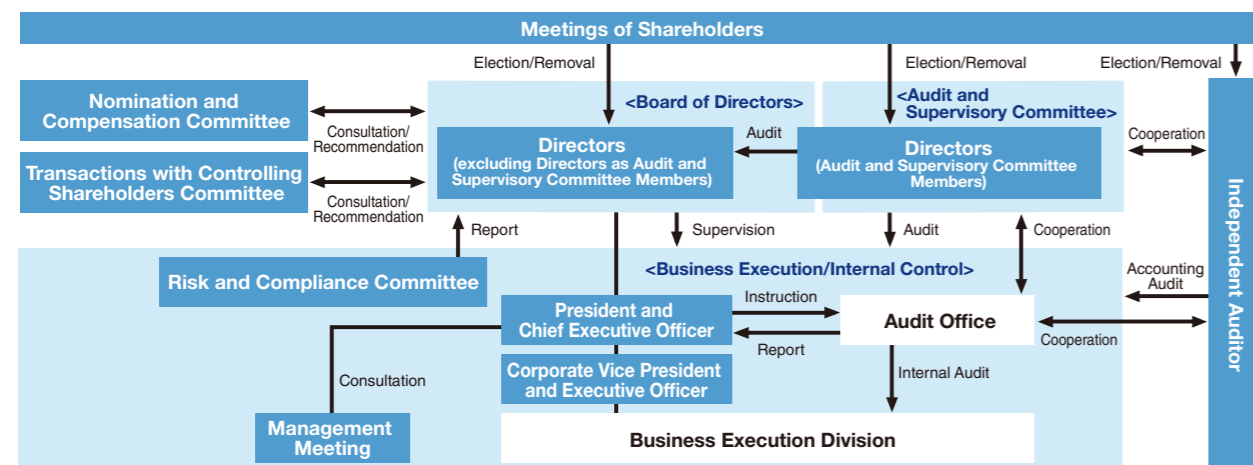 Meetings of Shareholders
Election/Removal
Election/Removal
Election/Removal
Nomination and
Compensation Committee
Consultation/
Recommendation
<Board of Directors>
<Audit and
Supervisory Committee>
Directors
(excluding Directors as Audit and
Supervisory Committee Members)
Audit
Directors
(Audit and Supervisory Committee
Members)
Cooperation
Transactions with Controlling
Shareholders Committee
Consultation/
Recommendation
Independent Auditor
Report
Supervision
Audit
Cooperation
Risk and Compliance Committee
<Business Execution/Internal Control>
Accounting
Audit
President and
Chief Executive Officer
Instruction
Report
Audit Office
Cooperation
Consultation
Corporate Vice President
and Executive Officer
Internal Audit
Management
Meeting
Business Execution Division